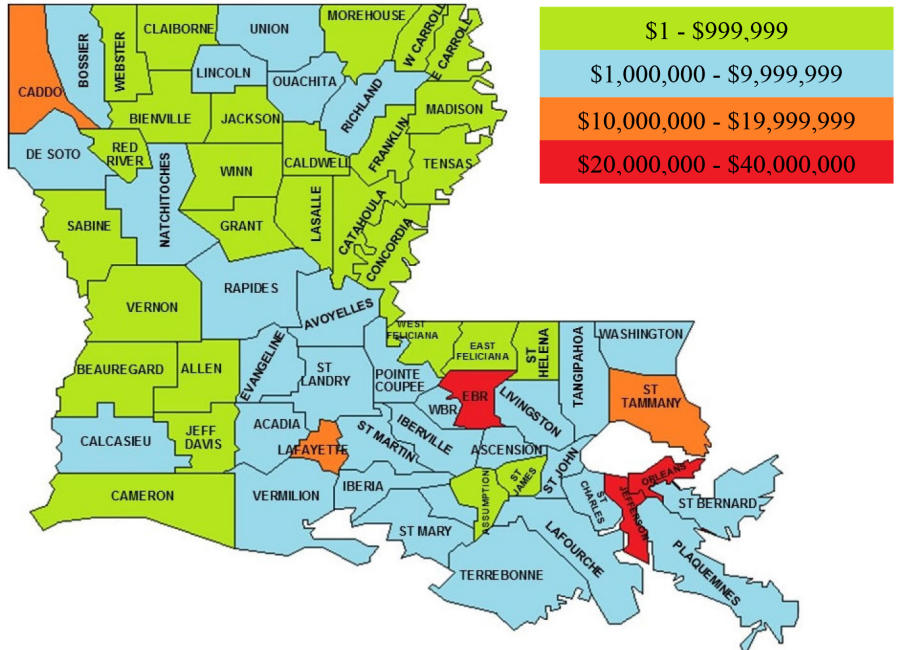 $1 - $999,999
$1,000,000 - $9,999,999
$10,000,000 - $19,999,999
$20,000,000 - $40,000,000
CADDO
BOSSIER
WEBSTER
CLAIBORNE
UNION
MOREHOUSE
W CARROLL
E CARROLL
LINCOLN
OUACHITA
RICHLAND
MADISON
BIENVILLE
JACKSON
FRANKLIN
DE SOTO
RED
RIVER
NATCHITOCHES
WINN
CALDWELL
TENSAS
SABINE
GRANT
LASALLE
CATAHOULA
CONCORDIA
VERNON
RAPIDES
AVOYELLES
WEST
FELICIANA
EAST
FELICIANA
ST
HELENA
TANGIPAHOA
WASHINGTON
BEAUREGARD
ALLEN
EVANGELINE
ST
LANDRY
POINTE
COUPEE
WBR
EBR
LIVINGSTON
ST
TAMMANY
CALCASIEU
JEFF
DAVIS
ACADIA
LAFAYETTE
ST MARTIN
IBERVILLE
ASCENSION
ST JOHN
CAMERON
VERMILION
IBERIA
ASSUMPTION
ST
JAMES
ST
CHARLES
JEFFERSON
ORLEANS
ST BERNARD
ST MARY
TERREBONNE
LAFOURCHE
PLAQUEMINES